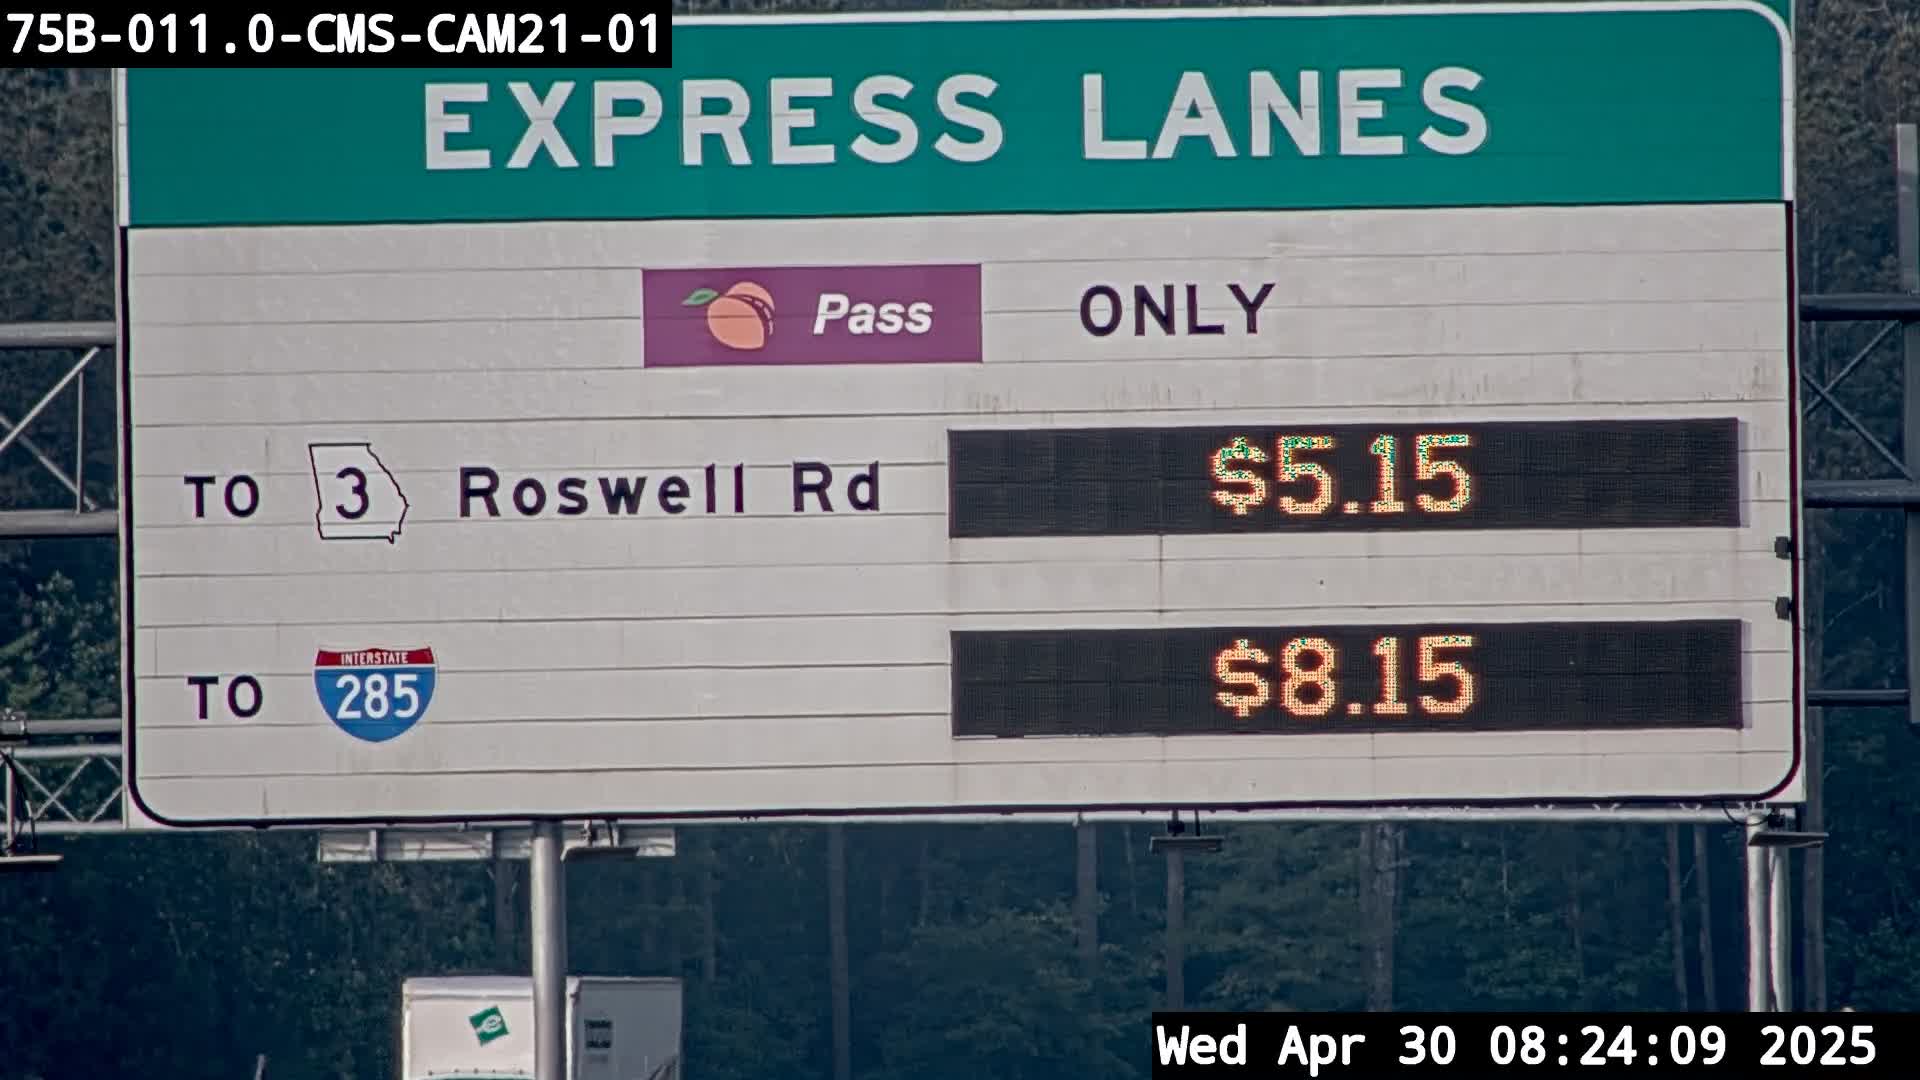 75B-011.0-CMS-CAM21-01
EXPRESS LANES
Pass ONLY
TO 3 Roswell Rd $5.15
INTERSTATE
TO 285 $8.15
Wed Apr 30 08:24:09 2025